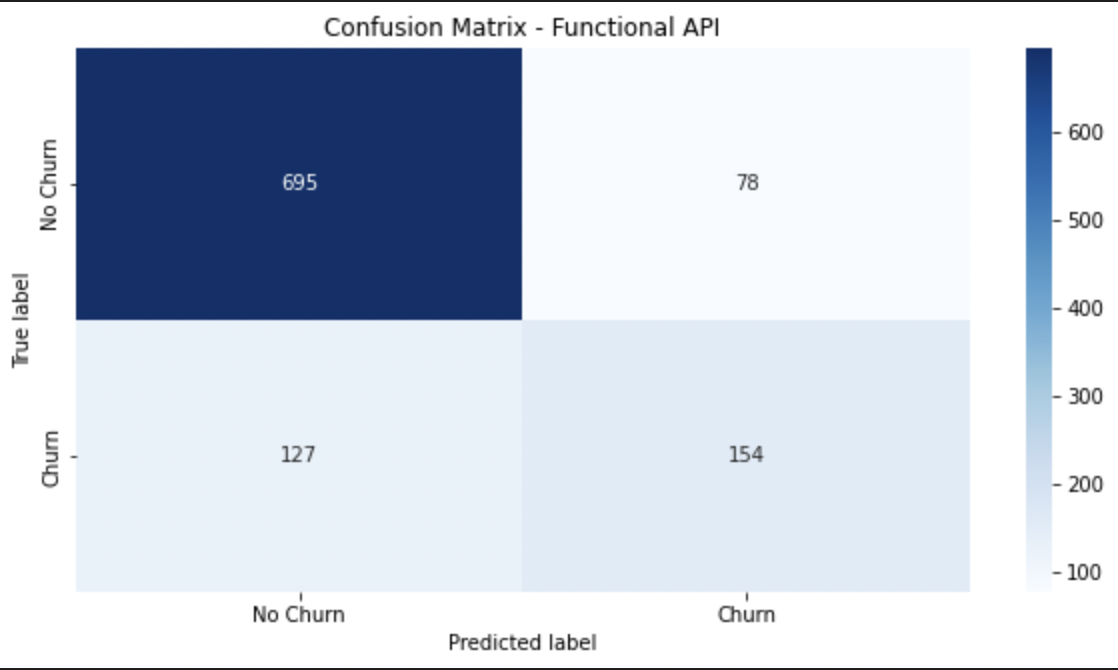 Confusion Matrix - Functional API
No Churn
Churn
True label
695
78
127
154
No Churn
Churn
Predicted label
600
500
400
300
200
100